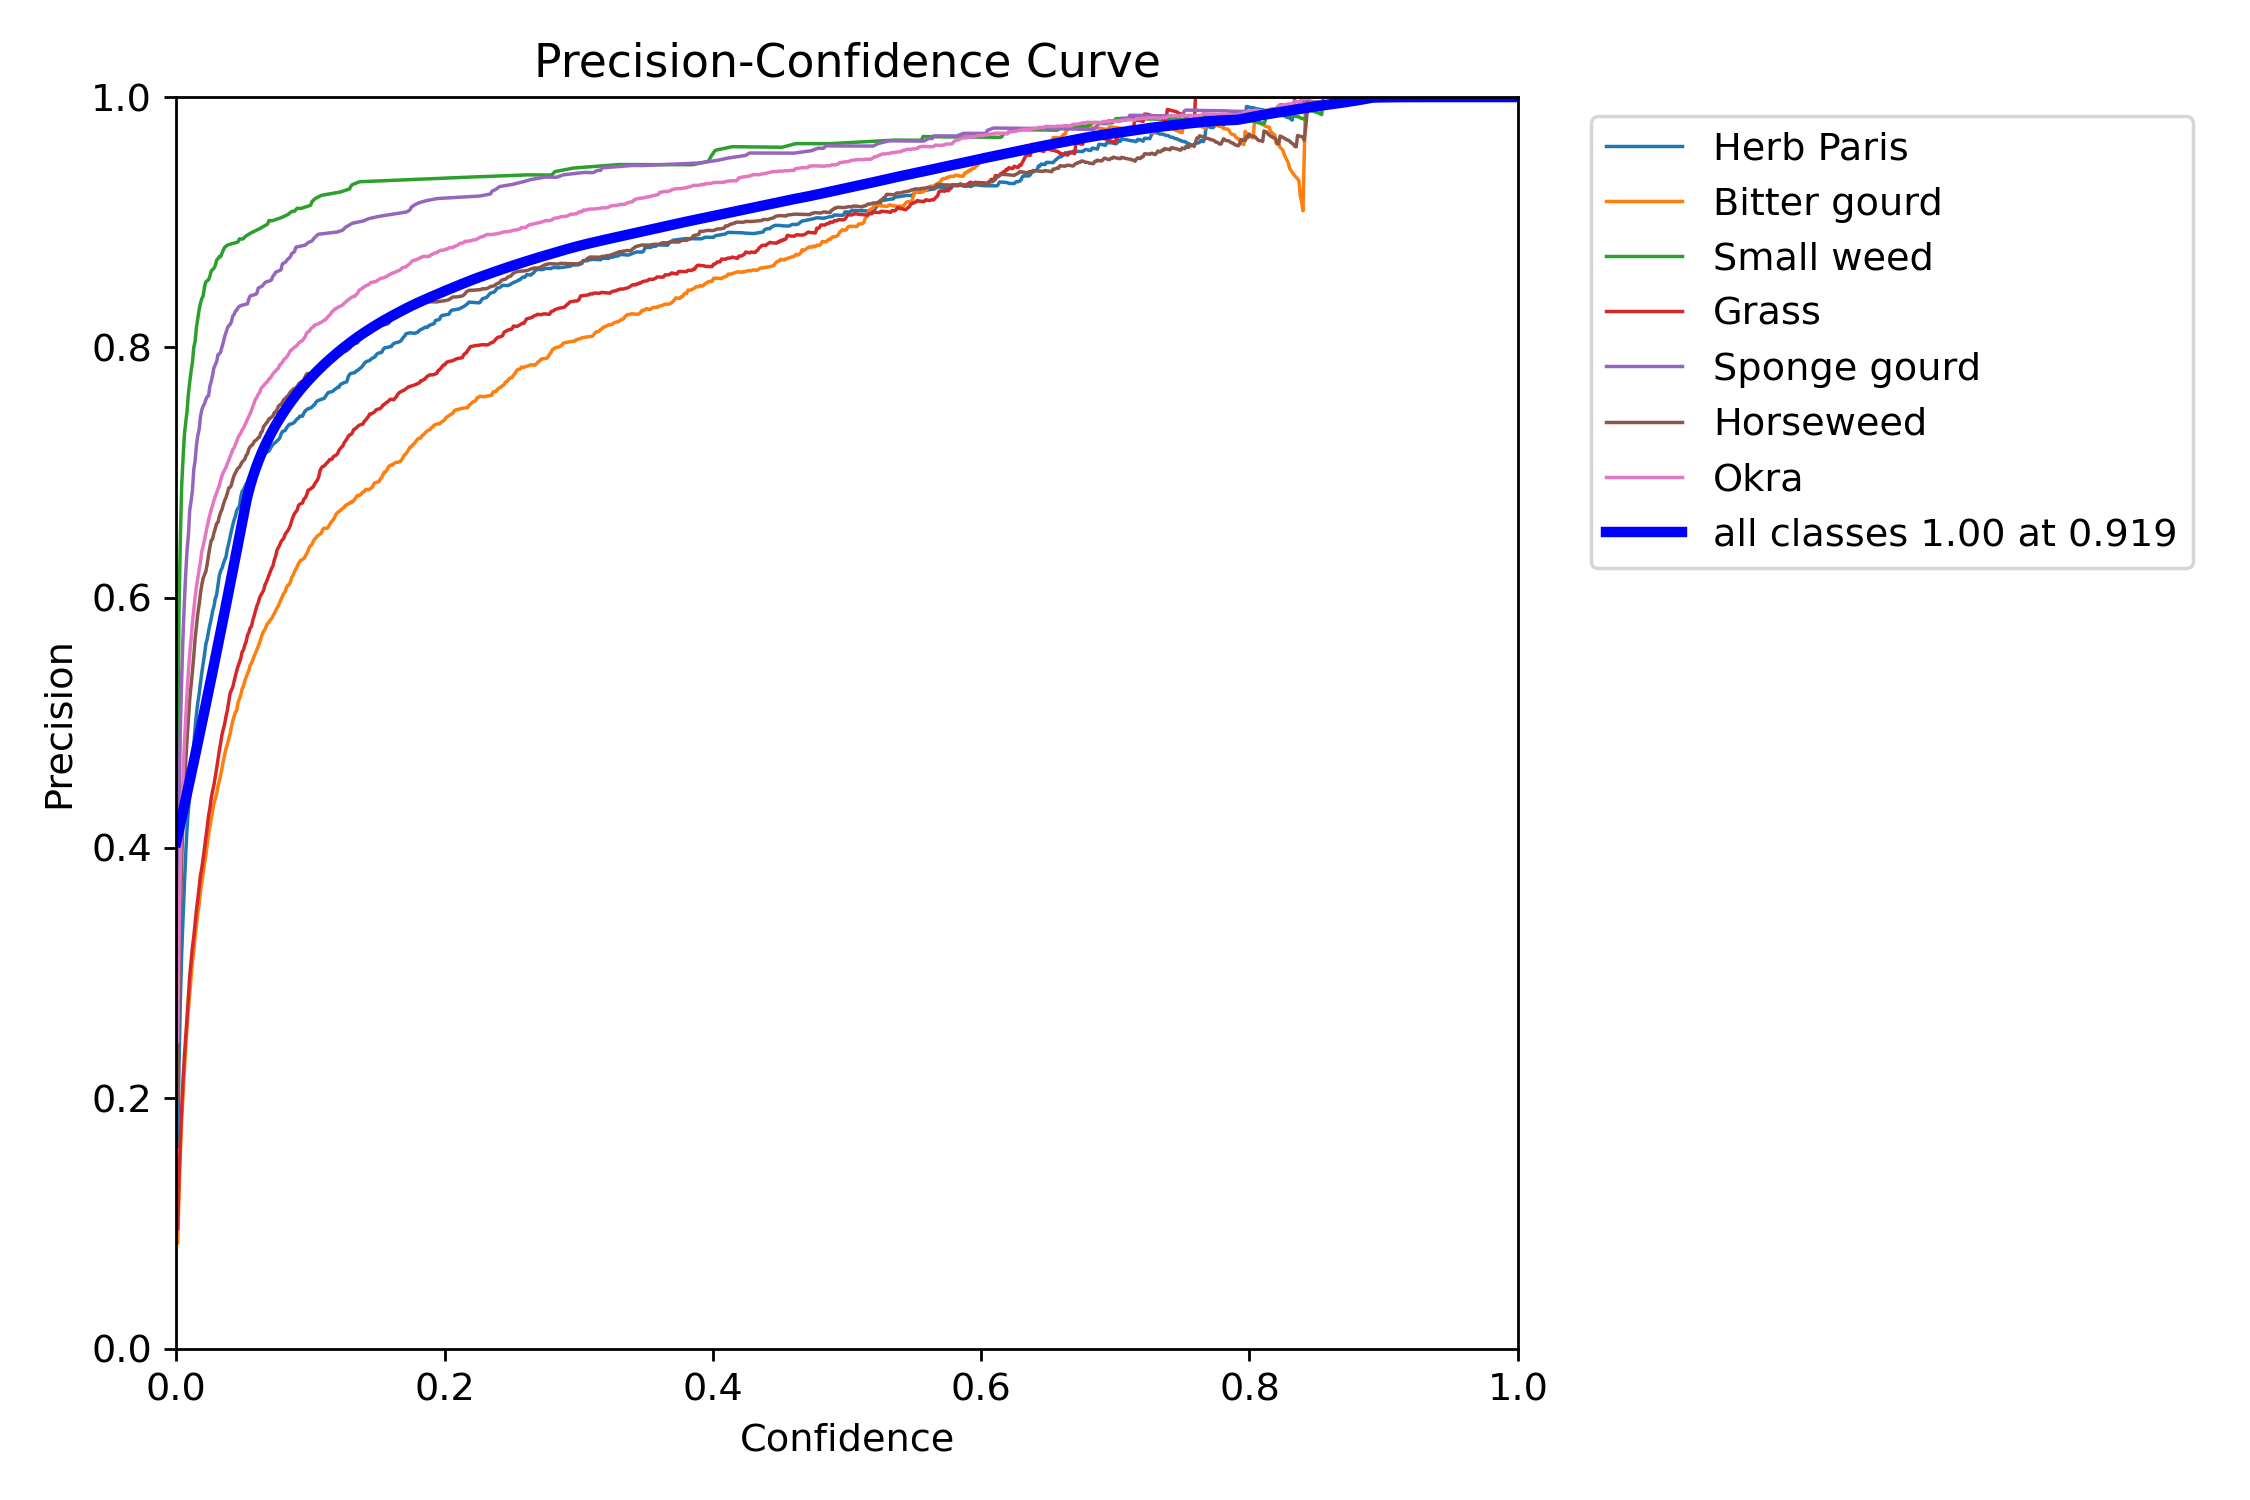 Precision-Confidence Curve
1.0
0.8
0.6
0.4
0.2
0.0
Precision
0.0 0.2 0.4 0.6 0.8 1.0
Confidence
Herb Paris
Bitter gourd
Small weed
Grass
Sponge gourd
Horseweed
Okra
all classes 1.00 at 0.919